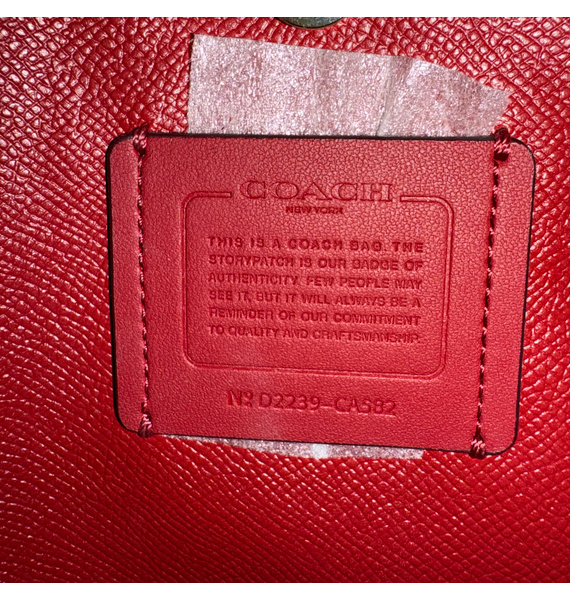 COACH
NEW YORK
THIS IS A COACH BAG. THE
STORYPATCH IS OUR BADGE OF
AUTHENTICITY. FEW PEOPLE MAY
SEE IT, BUT IT WILL ALWAYS BE A
REMINDER OF OUR COMMITMENT
TO QUALITY AND CRAFTSMANSHIP.
Nº D2239-CA582